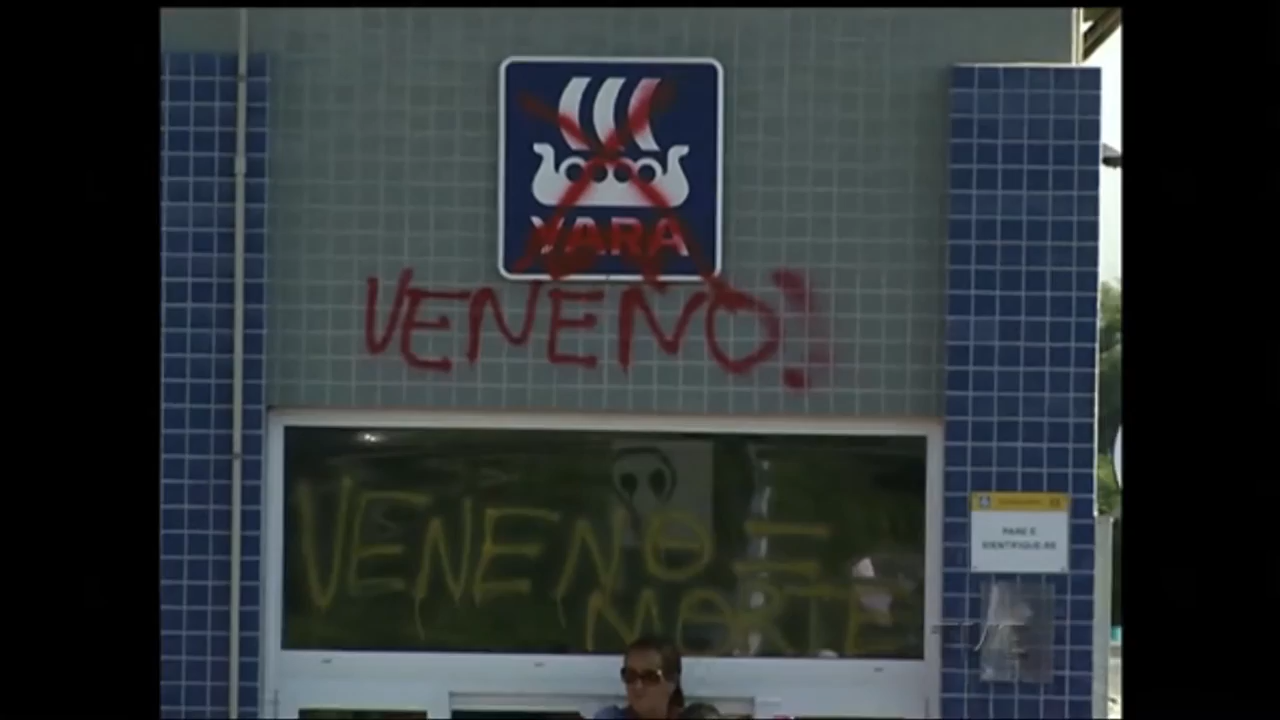 YARA
VENENO!
VENENO =
MORTE
PARE E
IDENTIFIQUE-SE